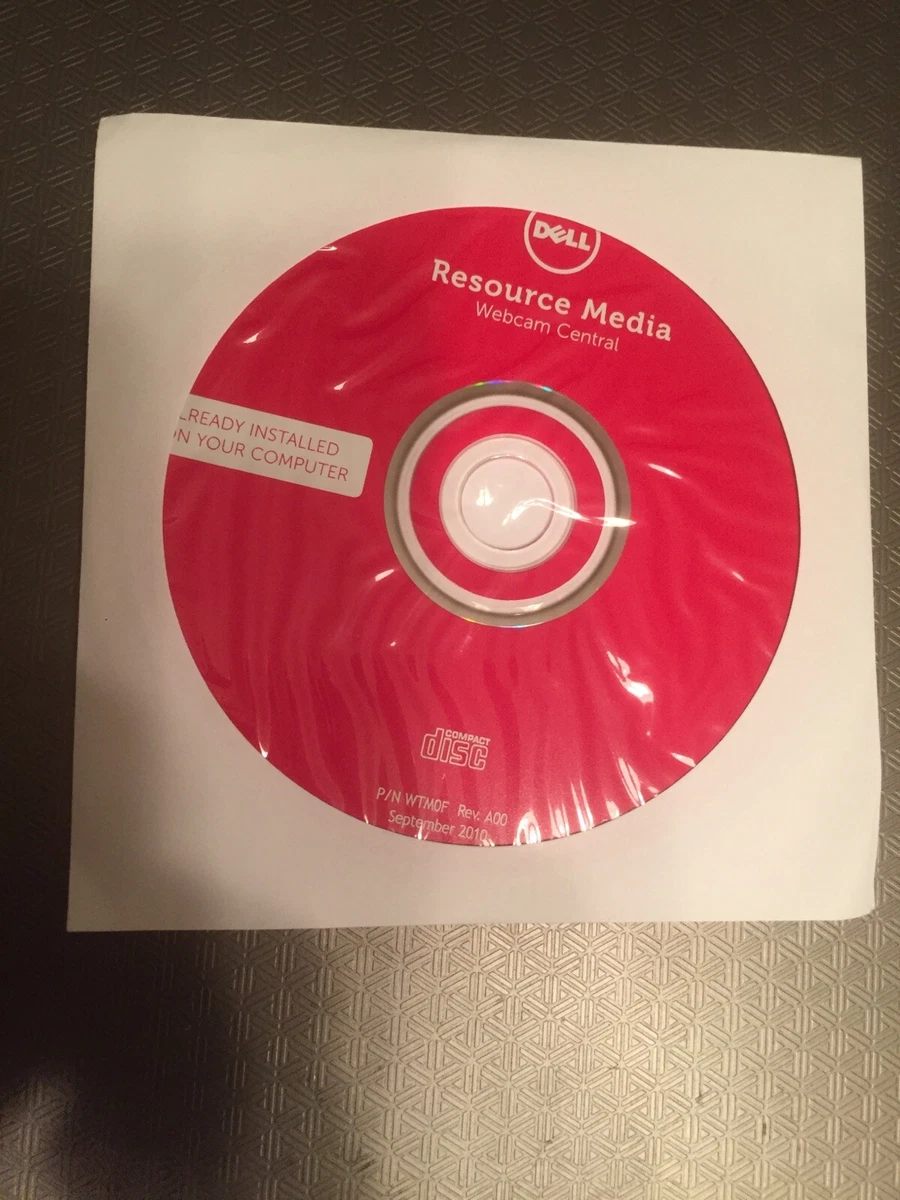 DELL
Resource Media
Webcam Central
LREADY INSTALLED
N YOUR COMPUTER
COMPACT
disc
P/N WTM0F Rev. A00
September 2010